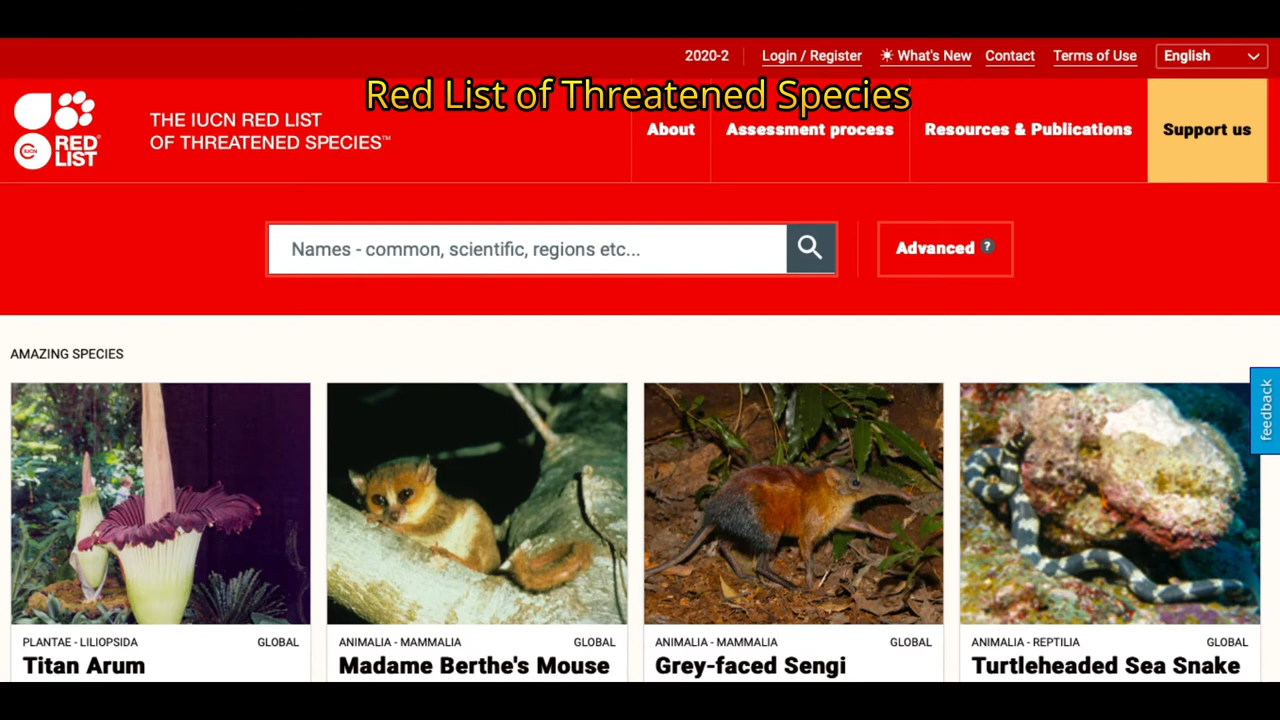 2020-2
Login / Register
What's New
Contact
Terms of Use
English
Red List of Threatened Species
IUCN
RED
LIST
THE IUCN RED LIST
OF THREATENED SPECIES™
About
Assessment process
Resources & Publications
Support us
Names - common, scientific, regions etc...
Advanced ?
AMAZING SPECIES
feedback
PLANTAE - LILIOPSIDA GLOBAL
Titan Arum
ANIMALIA - MAMMALIA GLOBAL
Madame Berthe's Mouse
ANIMALIA - MAMMALIA GLOBAL
Grey-faced Sengi
ANIMALIA - REPTILIA GLOBAL
Turtleheaded Sea Snake